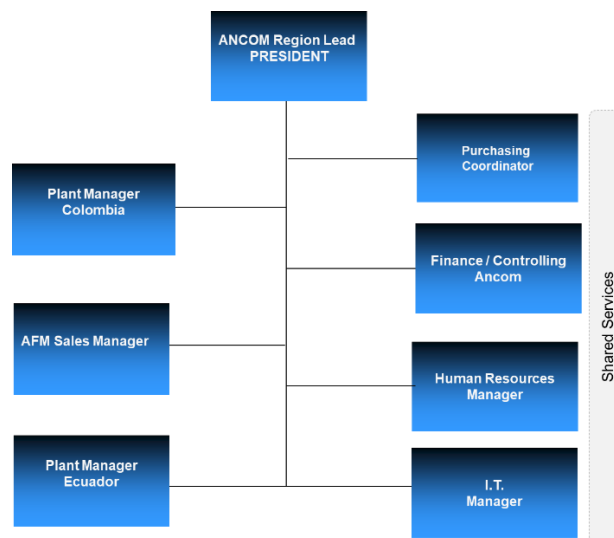 ANCOM Region Lead
PRESIDENT
Purchasing
Coordinator
Plant Manager
Colombia
Finance / Controlling
Ancom
AFM Sales Manager
Human Resources
Manager
Plant Manager
Ecuador
I.T.
Manager
Shared Services